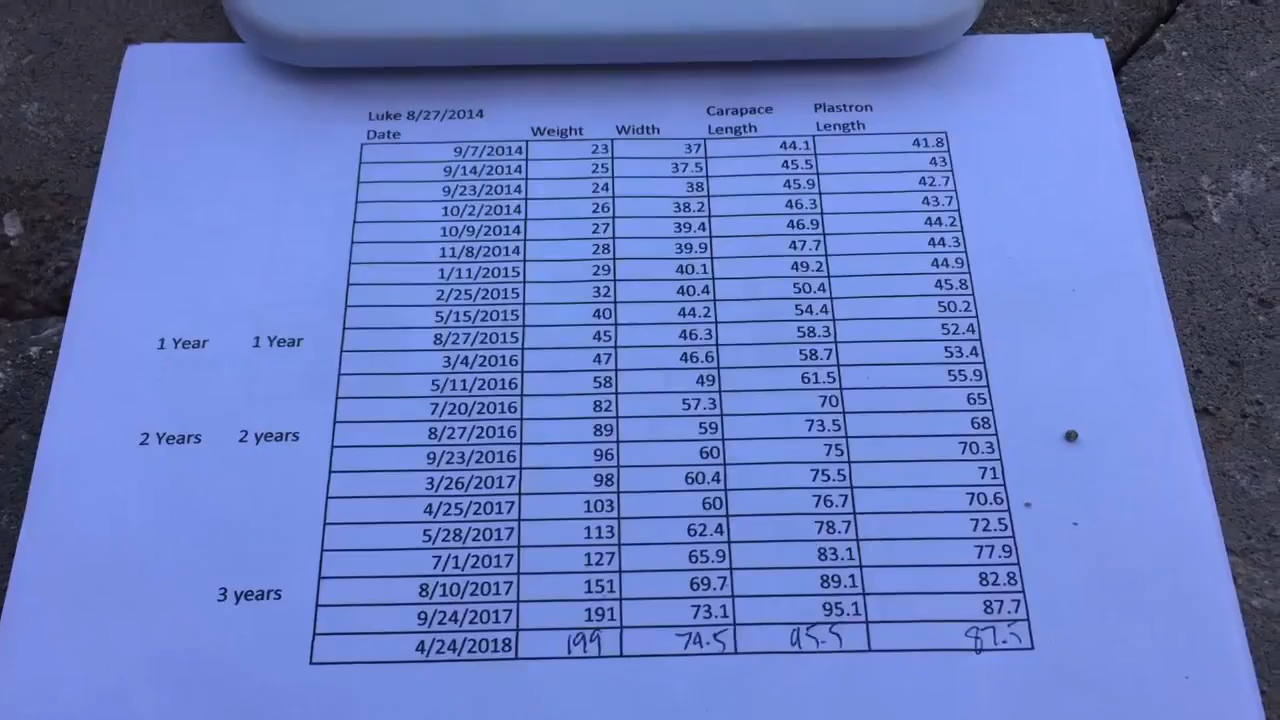 Luke 8/27/2014
Date Weight Width Carapace Length Plastron Length
9/7/2014 23 37 44.1 41.8
9/14/2014 25 37.5 45.5 43
9/23/2014 24 38 45.9 42.7
10/2/2014 26 38.2 46.3 43.7
10/9/2014 27 39.4 46.9 44.2
11/8/2014 28 39.9 47.7 44.3
1/11/2015 29 40.1 49.2 44.9
2/25/2015 32 40.4 50.4 45.8
5/15/2015 40 44.2 54.4 50.2
1 Year 1 Year 8/27/2015 45 46.3 58.3 52.4
3/4/2016 47 46.6 58.7 53.4
5/11/2016 58 49 61.5 55.9
7/20/2016 82 57.3 70 65
2 Years 2 years 8/27/2016 89 59 73.5 68
9/23/2016 96 60 75 70.3
3/26/2017 98 60.4 75.5 71
4/25/2017 103 60 76.7 70.6
5/28/2017 113 62.4 78.7 72.5
7/1/2017 127 65.9 83.1 77.9
3 years 8/10/2017 151 69.7 89.1 82.8
9/24/2017 191 73.1 95.1 87.7
4/24/2018 199 74.5 95.5 87.5